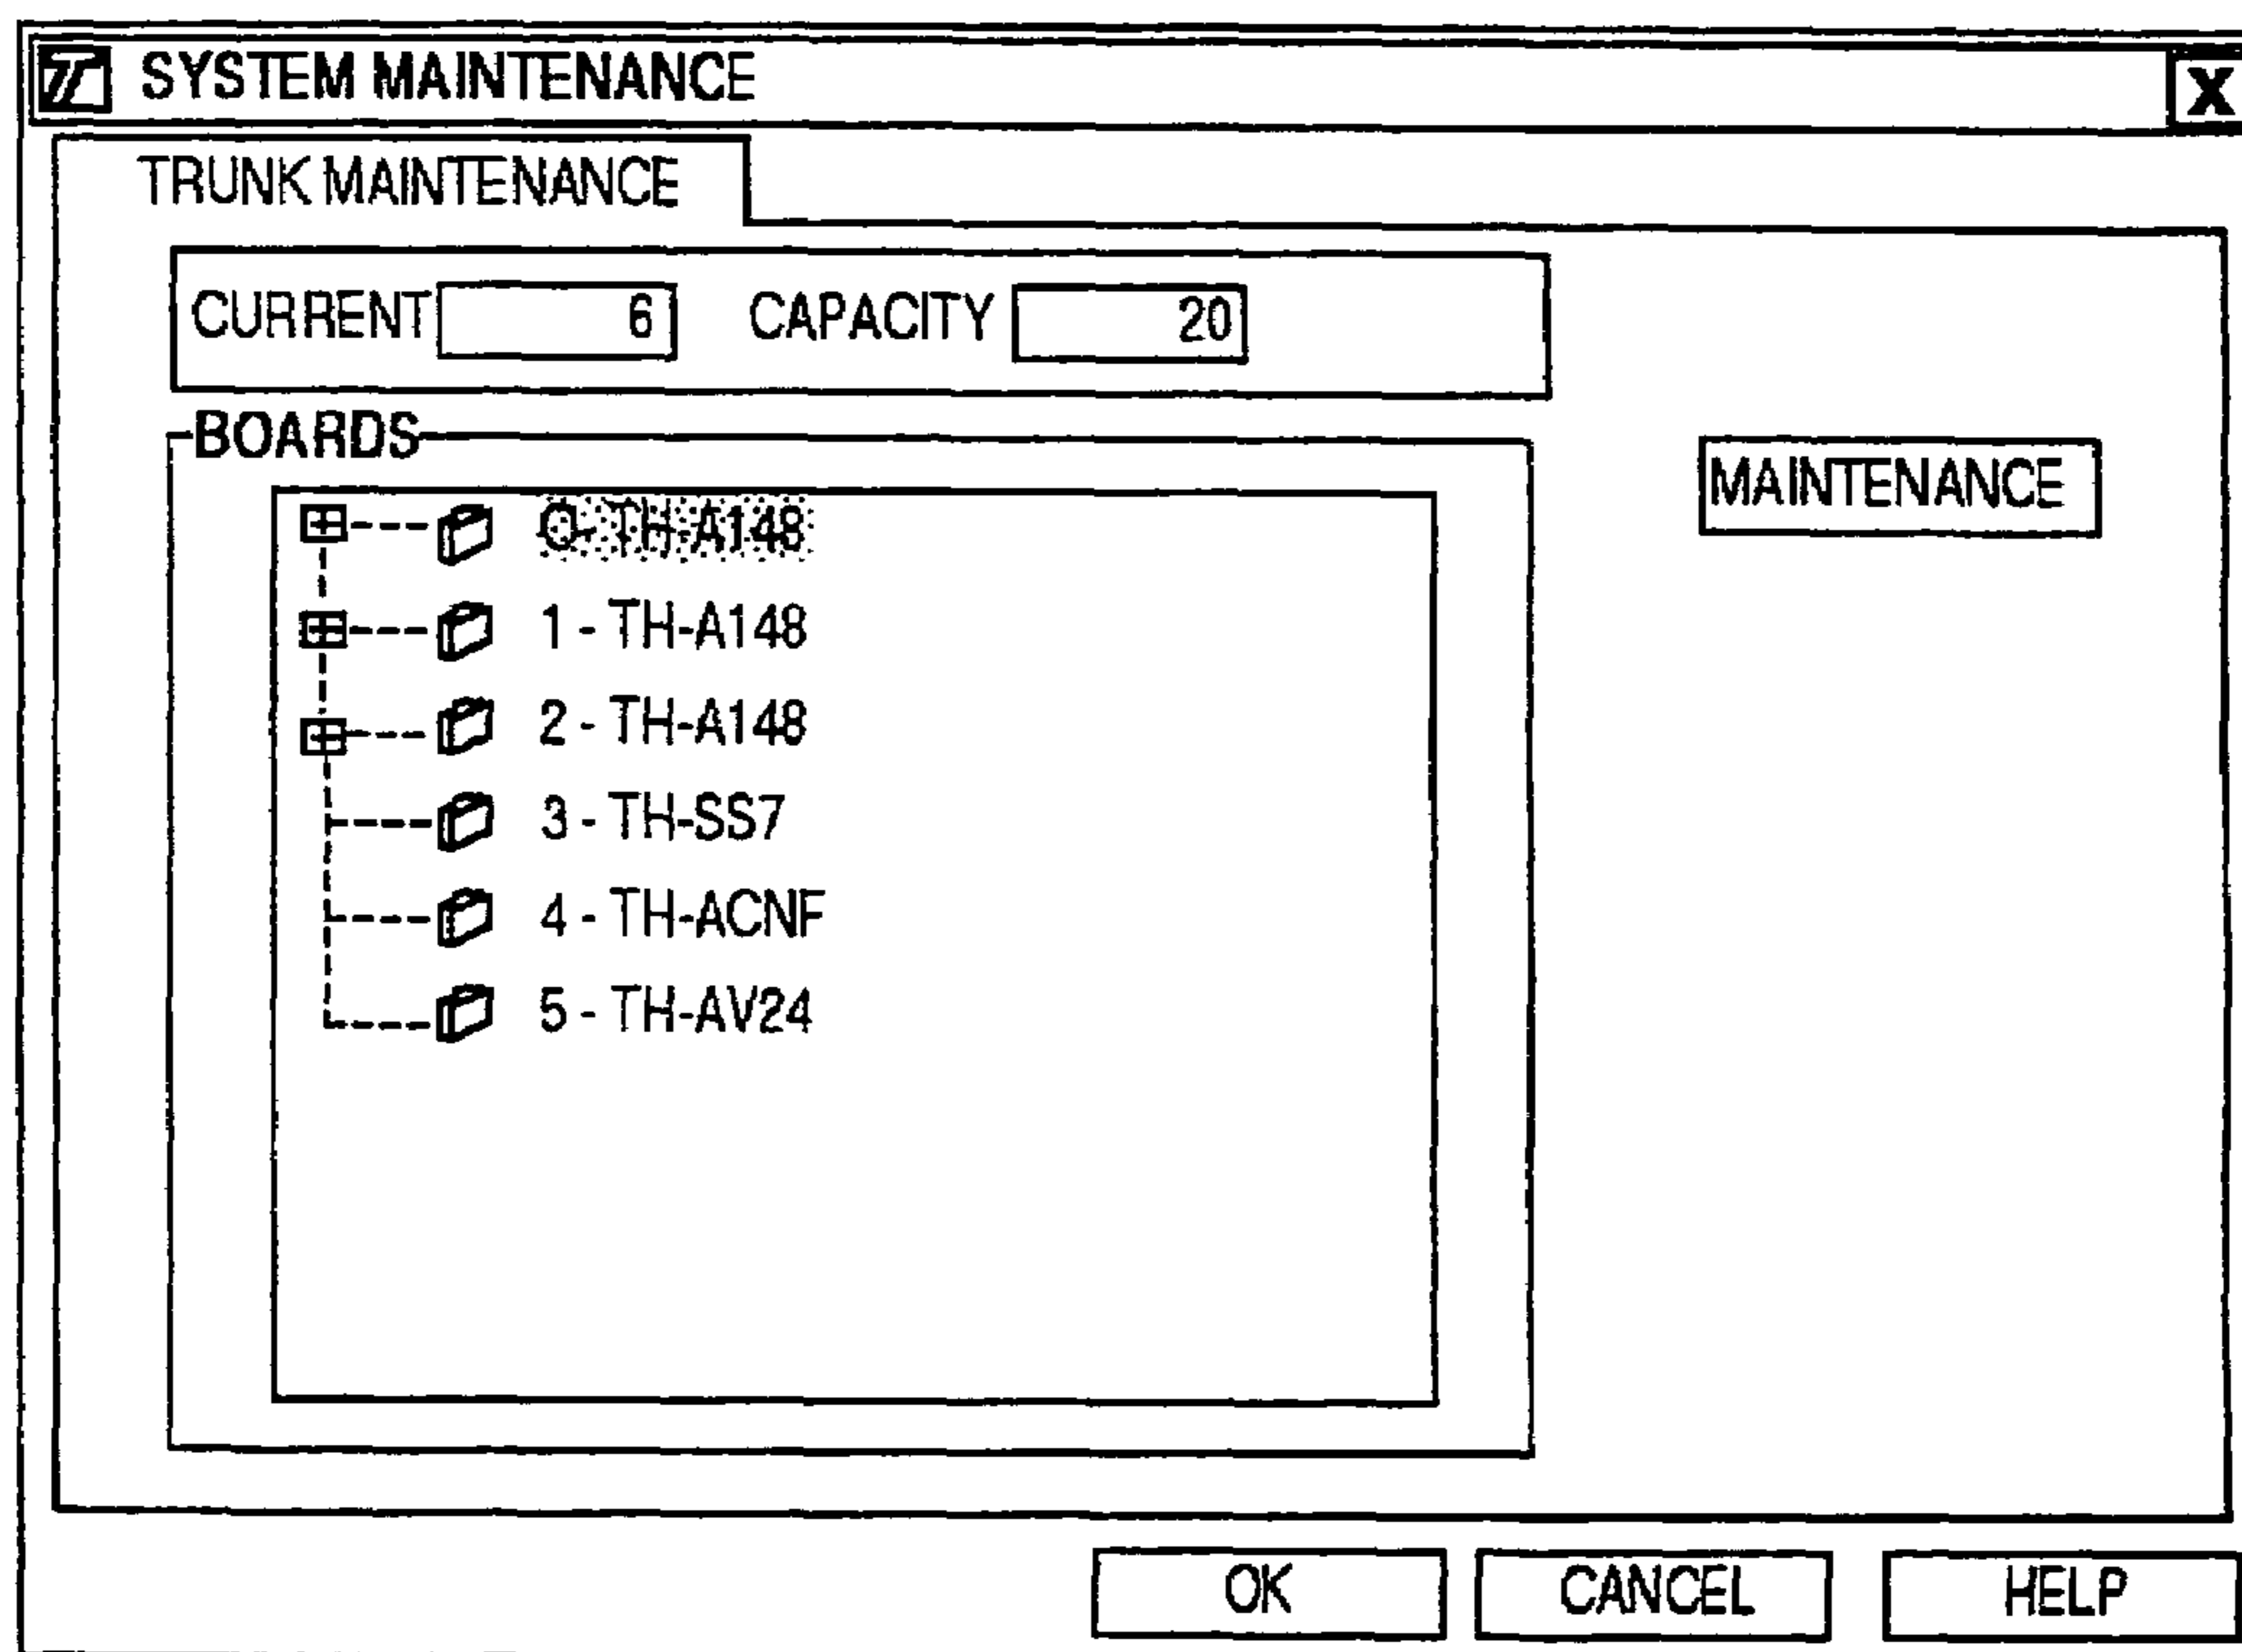 SYSTEM MAINTENANCE X
TRUNK MAINTENANCE
CURRENT 6 CAPACITY 20
BOARDS
MAINTENANCE
0- TH-A148
1 - TH-A148
2 - TH-A148
3 - TH-SS7
4 - TH-ACNF
5 - TH-AV24
OK CANCEL HELP